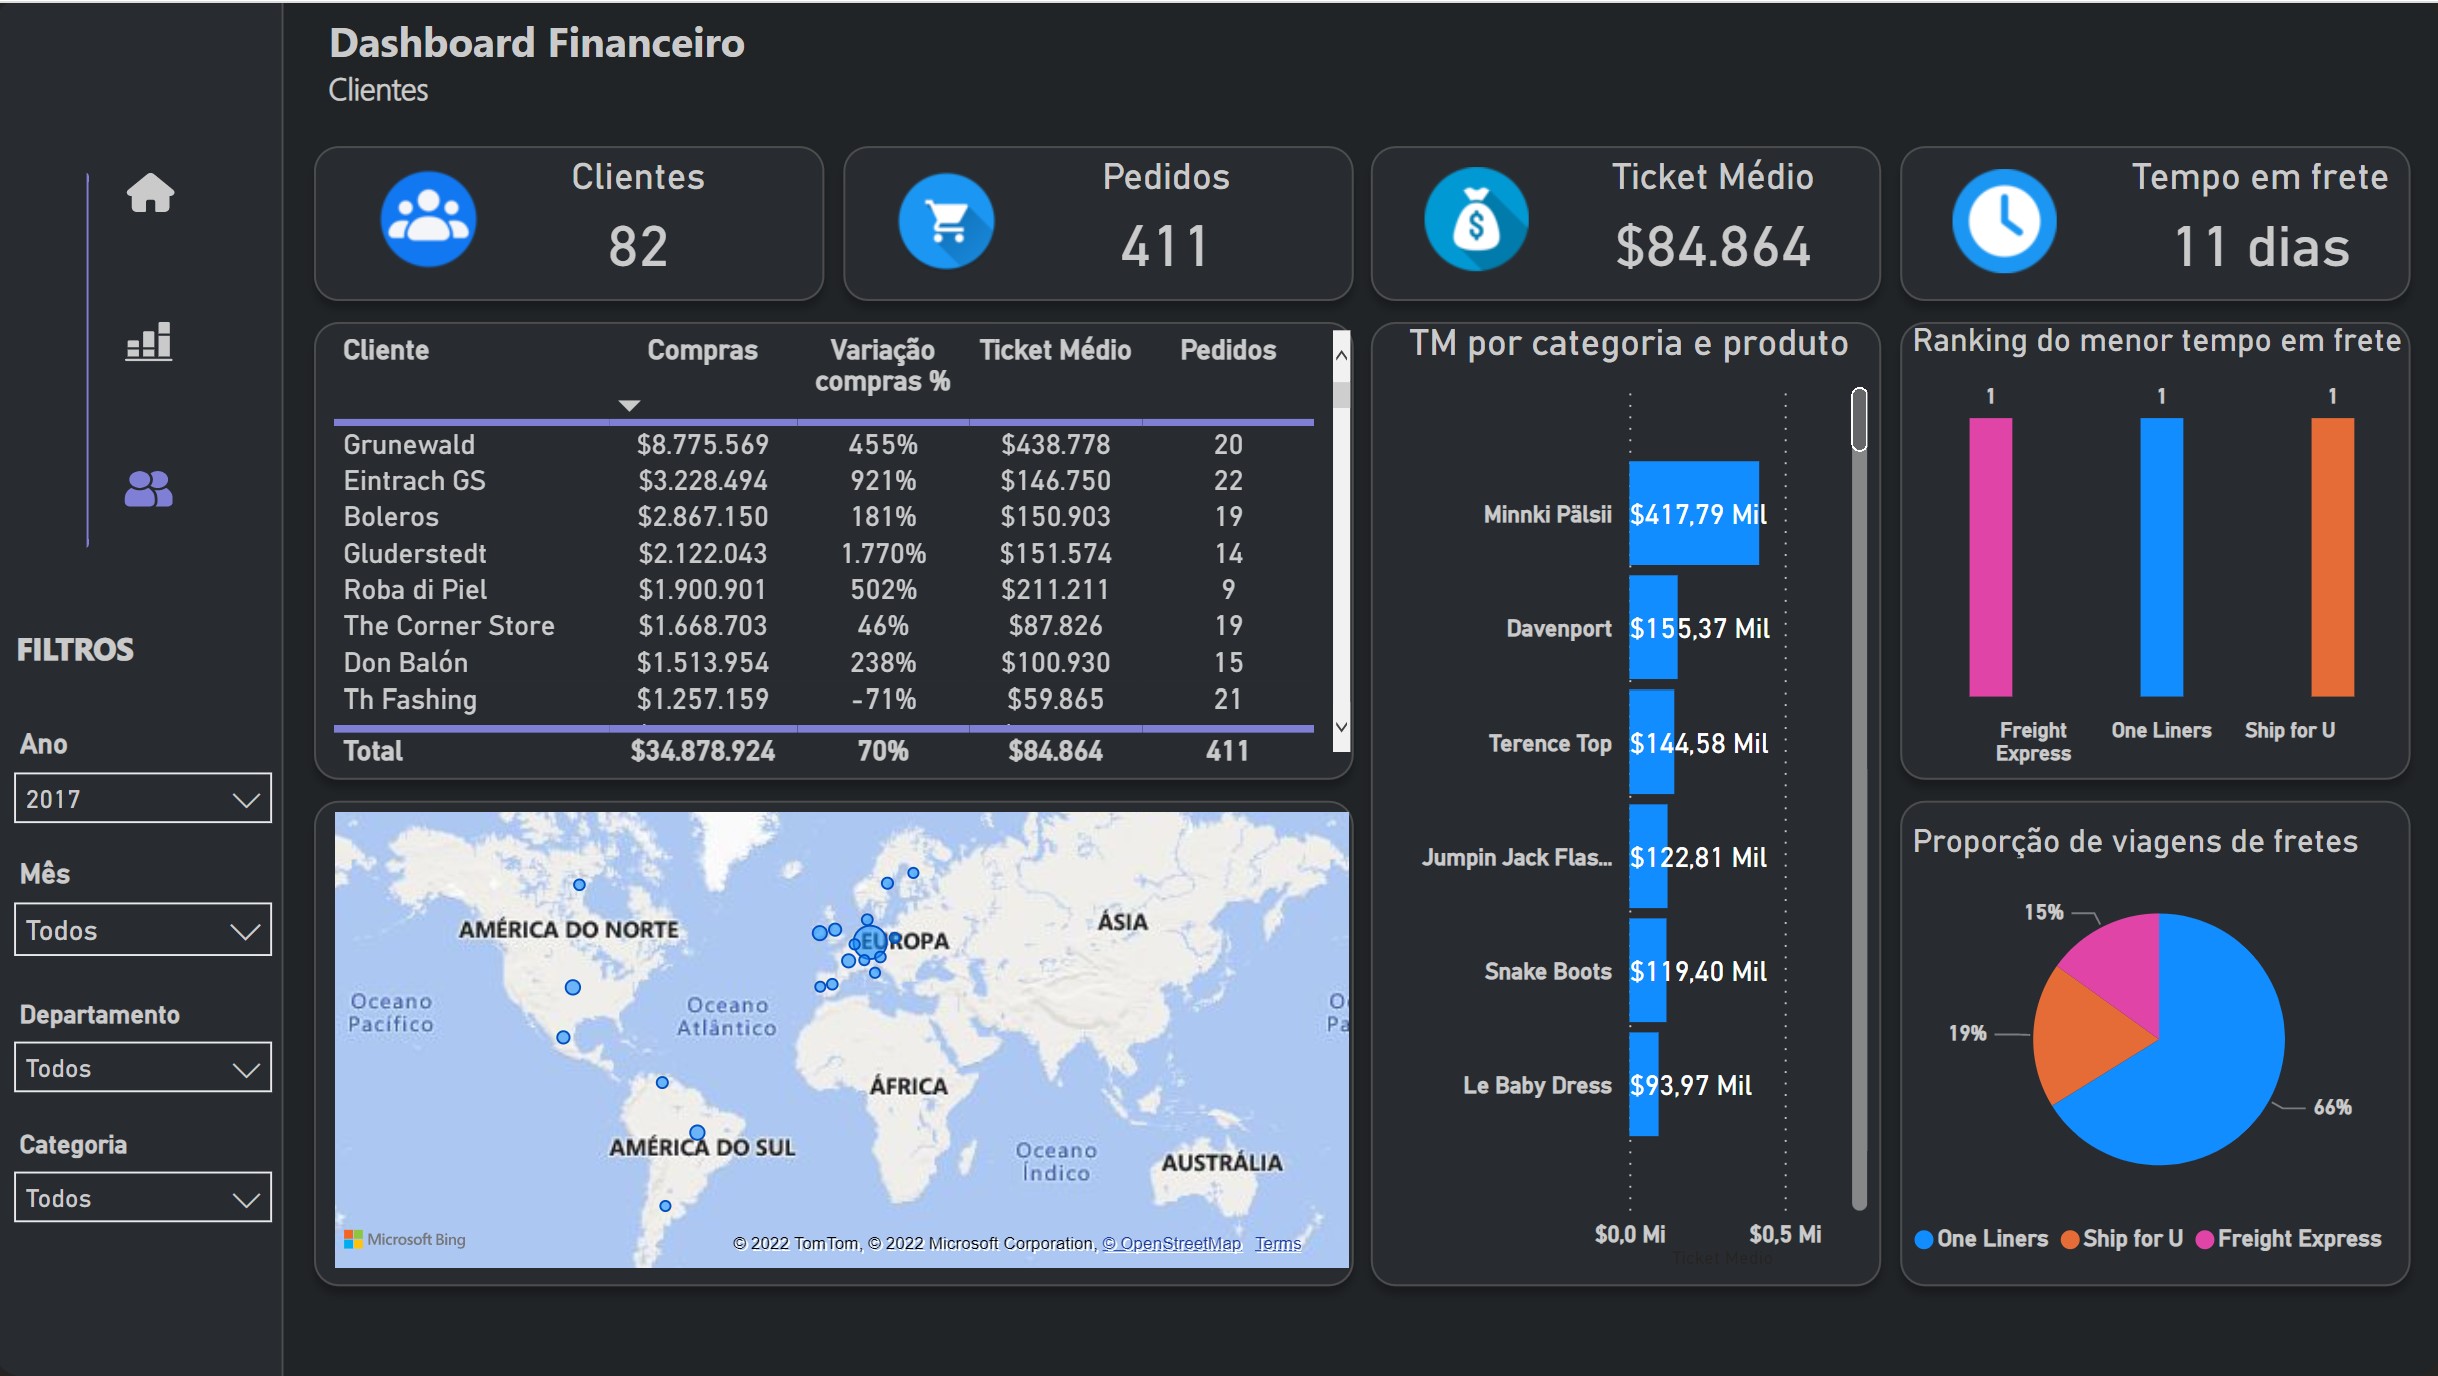 Dashboard Financeiro
Clientes
Clientes
82
Pedidos
411
Ticket Médio
$84.864
Tempo em frete
11 dias
FILTROS
Ano
2017
Mês
Todos
Departamento
Todos
Categoria
Todos
Cliente Compras Variação compras % Ticket Médio Pedidos
Grunewald $8.775.569 455% $438.778 20
Eintrach GS $3.228.494 921% $146.750 22
Boleros $2.867.150 181% $150.903 19
Gluderstedt $2.122.043 1.770% $151.574 14
Roba di Piel $1.900.901 502% $211.211 9
The Corner Store $1.668.703 46% $87.826 19
Don Balón $1.513.954 238% $100.930 15
Th Fashing $1.257.159 -71% $59.865 21
Total $34.878.924 70% $84.864 411
AMÉRICA DO NORTE
EUROPA
ÁSIA
Oceano
Pacífico
Oceano
Atlântico
O
Pa
ÁFRICA
AMÉRICA DO SUL
Oceano
Índico
AUSTRÁLIA
Microsoft Bing
© 2022 TomTom, © 2022 Microsoft Corporation, © OpenStreetMap Terms
TM por categoria e produto
Minnki Pälsii $417,79 Mil
Davenport $155,37 Mil
Terence Top $144,58 Mil
Jumpin Jack Flas... $122,81 Mil
Snake Boots $119,40 Mil
Le Baby Dress $93,97 Mil
$0,0 Mi $0,5 Mi
Ticket Médio
Ranking do menor tempo em frete
1 1 1
Freight
Express
One Liners
Ship for U
Proporção de viagens de fretes
15%
19%
66%
One Liners Ship for U Freight Express